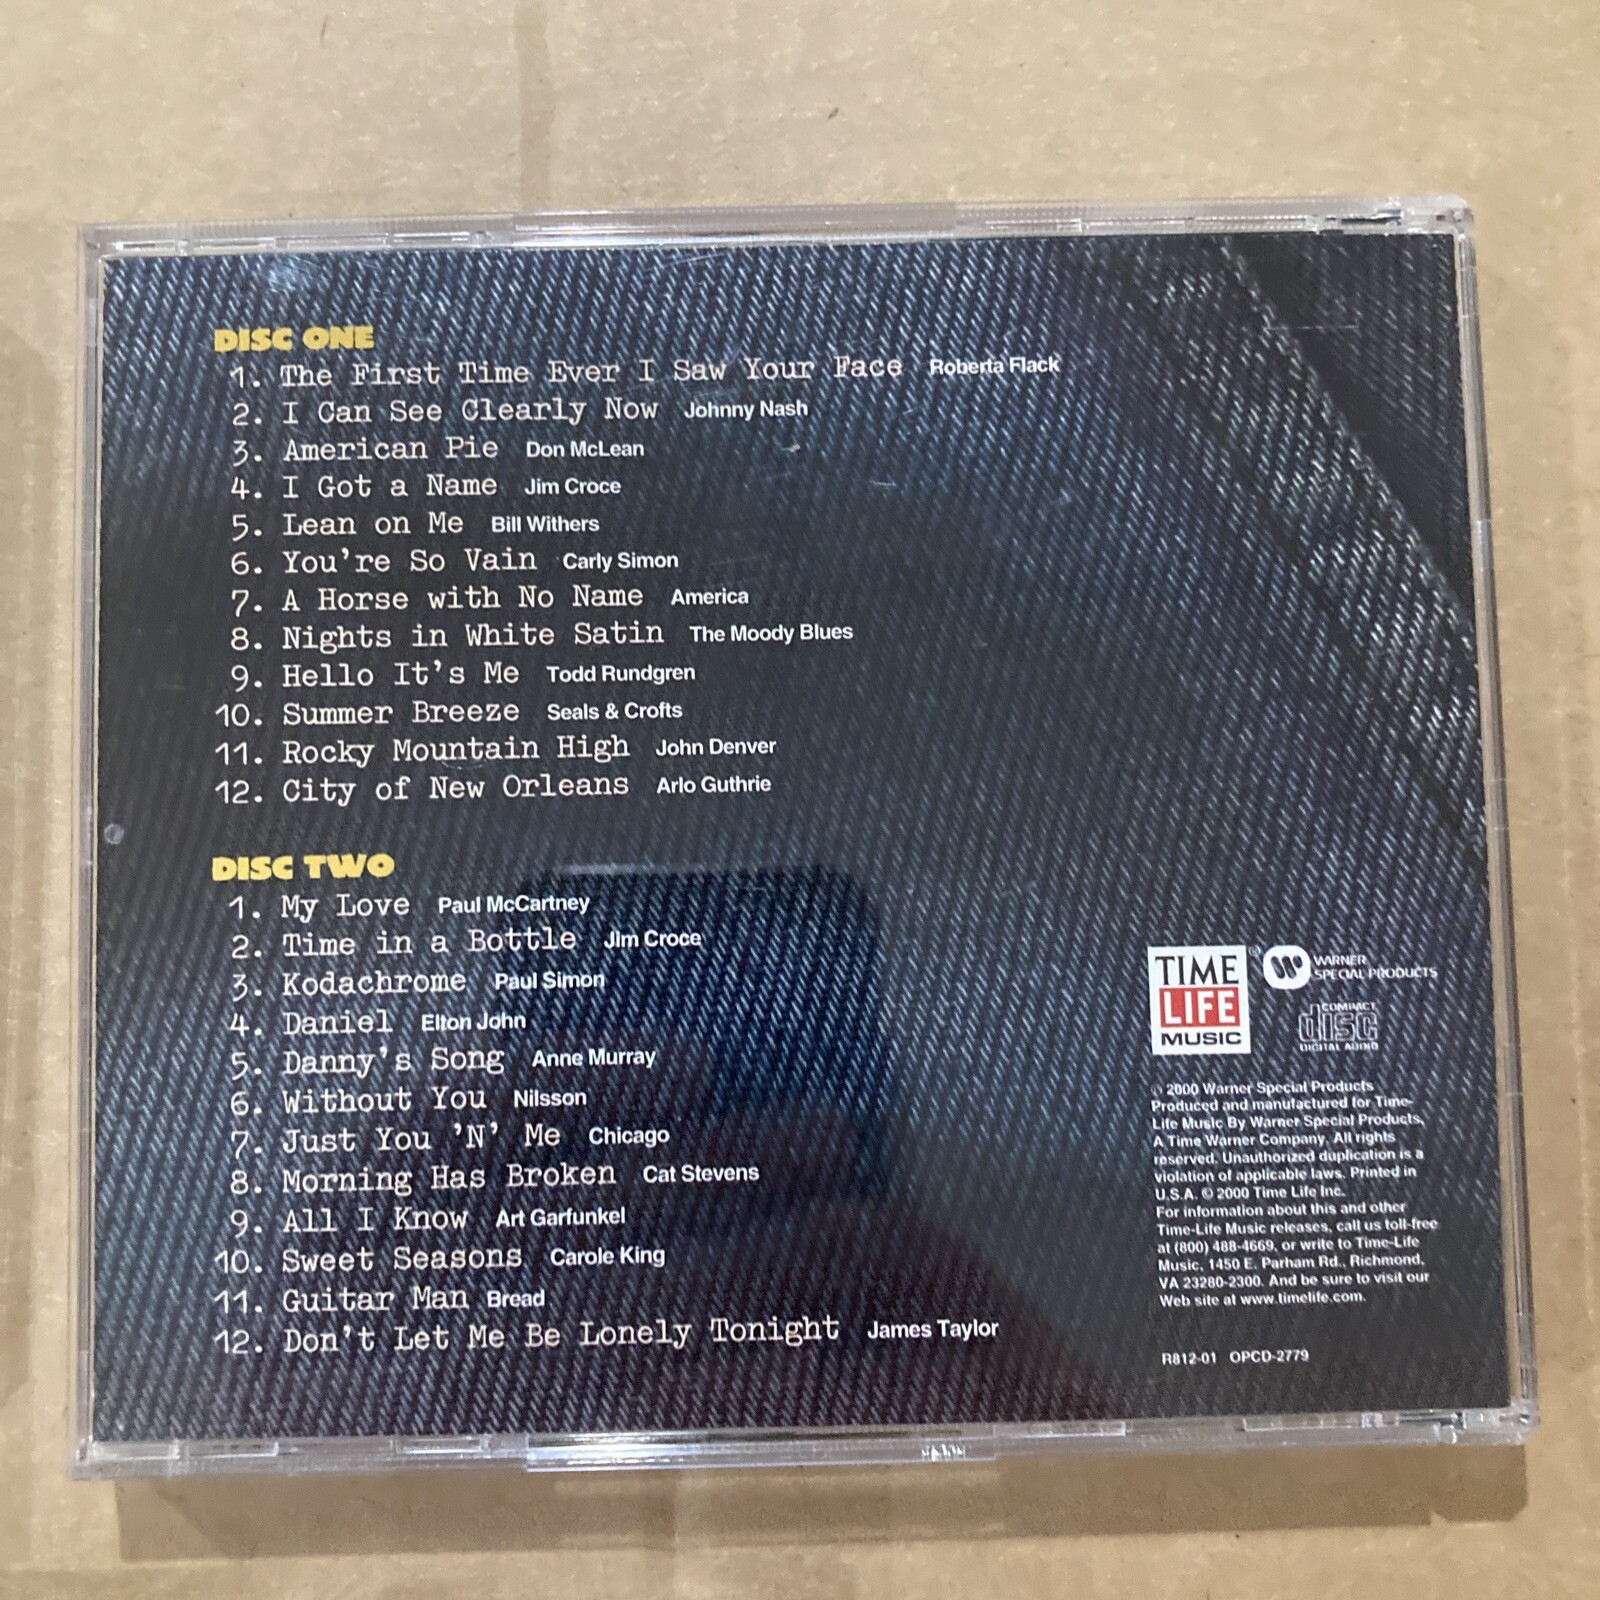 DISC ONE
1. The First Time Ever I Saw Your Face Roberta Flack
2. I Can See Clearly Now Johnny Nash
3. American Pie Don McLean
4. I Got a Name Jim Croce
5. Lean on Me Bill Withers
6. You're So Vain Carly Simon
7. A Horse with No Name America
8. Nights in White Satin The Moody Blues
9. Hello It's Me Todd Rundgren
10. Summer Breeze Seals & Crofts
11. Rocky Mountain High John Denver
12. City of New Orleans Arlo Guthrie
DISC TWO
1. My Love Paul McCartney
2. Time in a Bottle Jim Croce
3. Kodachrome Paul Simon
4. Daniel Elton John
5. Danny's Song Anne Murray
6. Without You Nilsson
7. Just You 'N' Me Chicago
8. Morning Has Broken Cat Stevens
9. All I Know Art Garfunkel
10. Sweet Seasons Carole King
11. Guitar Man Bread
12. Don't Let Me Be Lonely Tonight James Taylor
TIME
LIFE
MUSIC
®
WARNER
SPECIAL PRODUCTS
COMPACT
disc
DIGITAL AUDIO
℗ 2000 Warner Special Products
Produced and manufactured for Time-
Life Music By Warner Special Products,
A Time Warner Company. All rights
reserved. Unauthorized duplication is a
violation of applicable laws. Printed in
U.S.A. © 2000 Time Life Inc.
For information about this and other
Time-Life Music releases, call us toll-free
at (800) 488-4669, or write to Time-Life
Music, 1450 E. Parham Rd., Richmond,
VA 23280-2300. And be sure to visit our
Web site at www.timelife.com.
R812-01 OPCD-2779